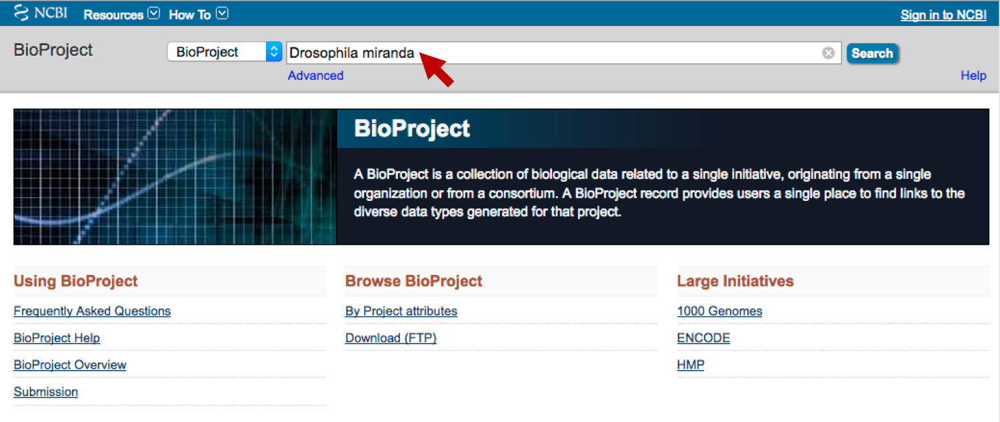 NCBI Resources How To Sign in to NCBI
BioProject BioProject Drosophila miranda Search
Advanced Help
BioProject
A BioProject is a collection of biological data related to a single initiative, originating from a single
organization or from a consortium. A BioProject record provides users a single place to find links to the
diverse data types generated for that project.
Using BioProject
Frequently Asked Questions
BioProject Help
BioProject Overview
Submission
Browse BioProject
By Project attributes
Download (FTP)
Large Initiatives
1000 Genomes
ENCODE
HMP